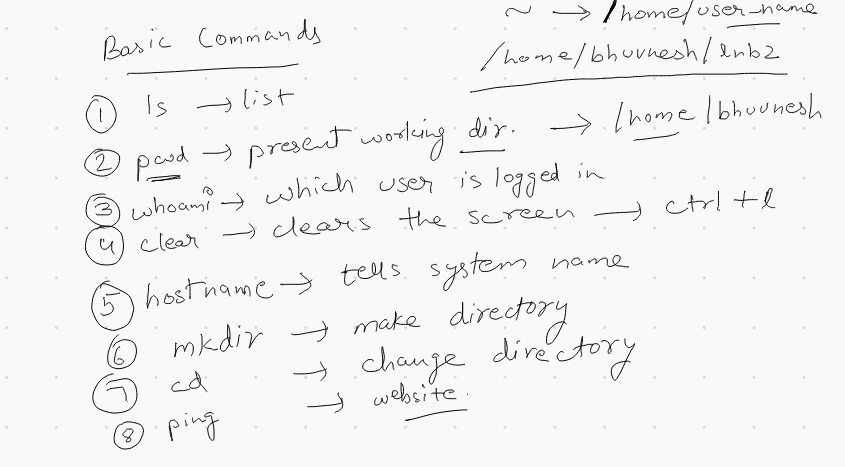 ~ → /home/user_name
Basic Commands
/home/bhuvnesh/lnb2
① ls → list
② pwd → present working dir. → /home/bhuvnesh
③ whoami → which user is logged in
④ clear → clears the screen → ctrl + l
⑤ hostname → tells system name
⑥ mkdir → make directory
⑦ cd → change directory
⑧ ping → website.